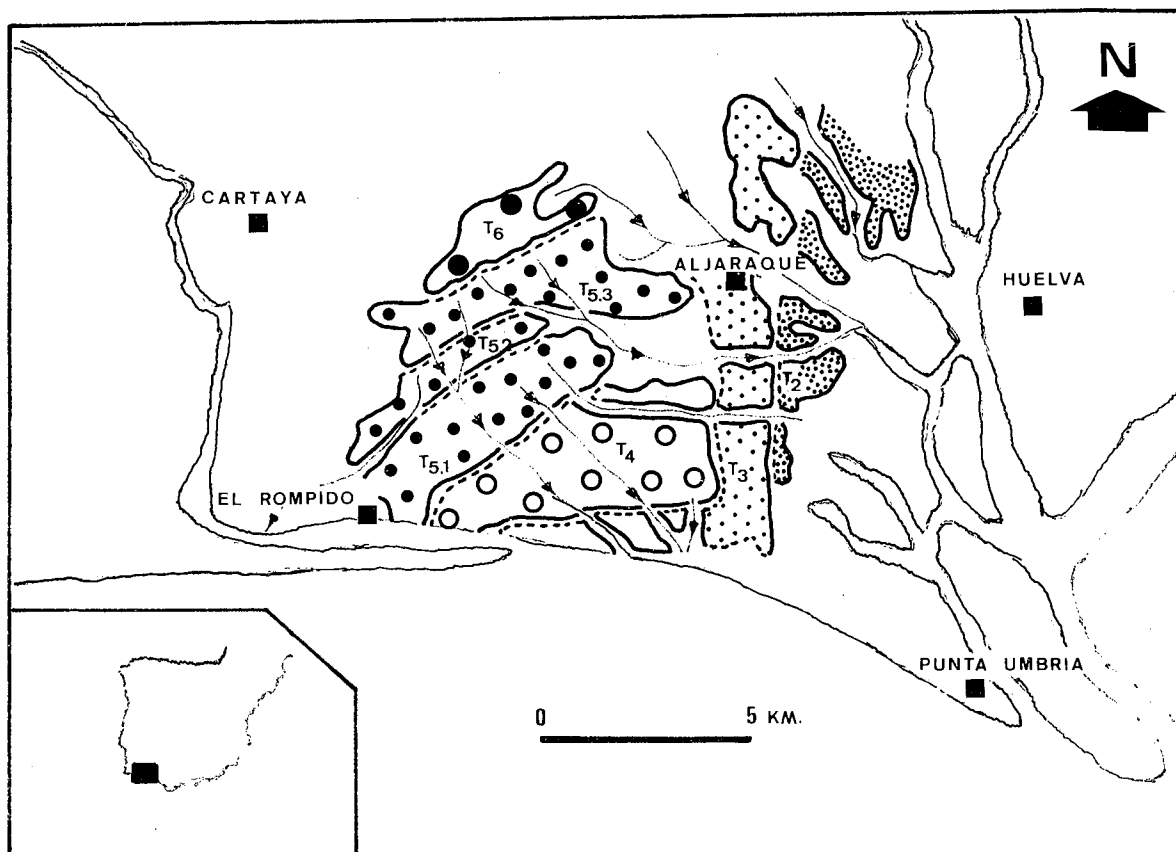 N
CARTAYA
T6
ALJARAQUE
HUELVA
T5.3
T5.2
T2
T4
T5.1
T3
EL ROMPIDO
PUNTA UMBRIA
0 5 KM.